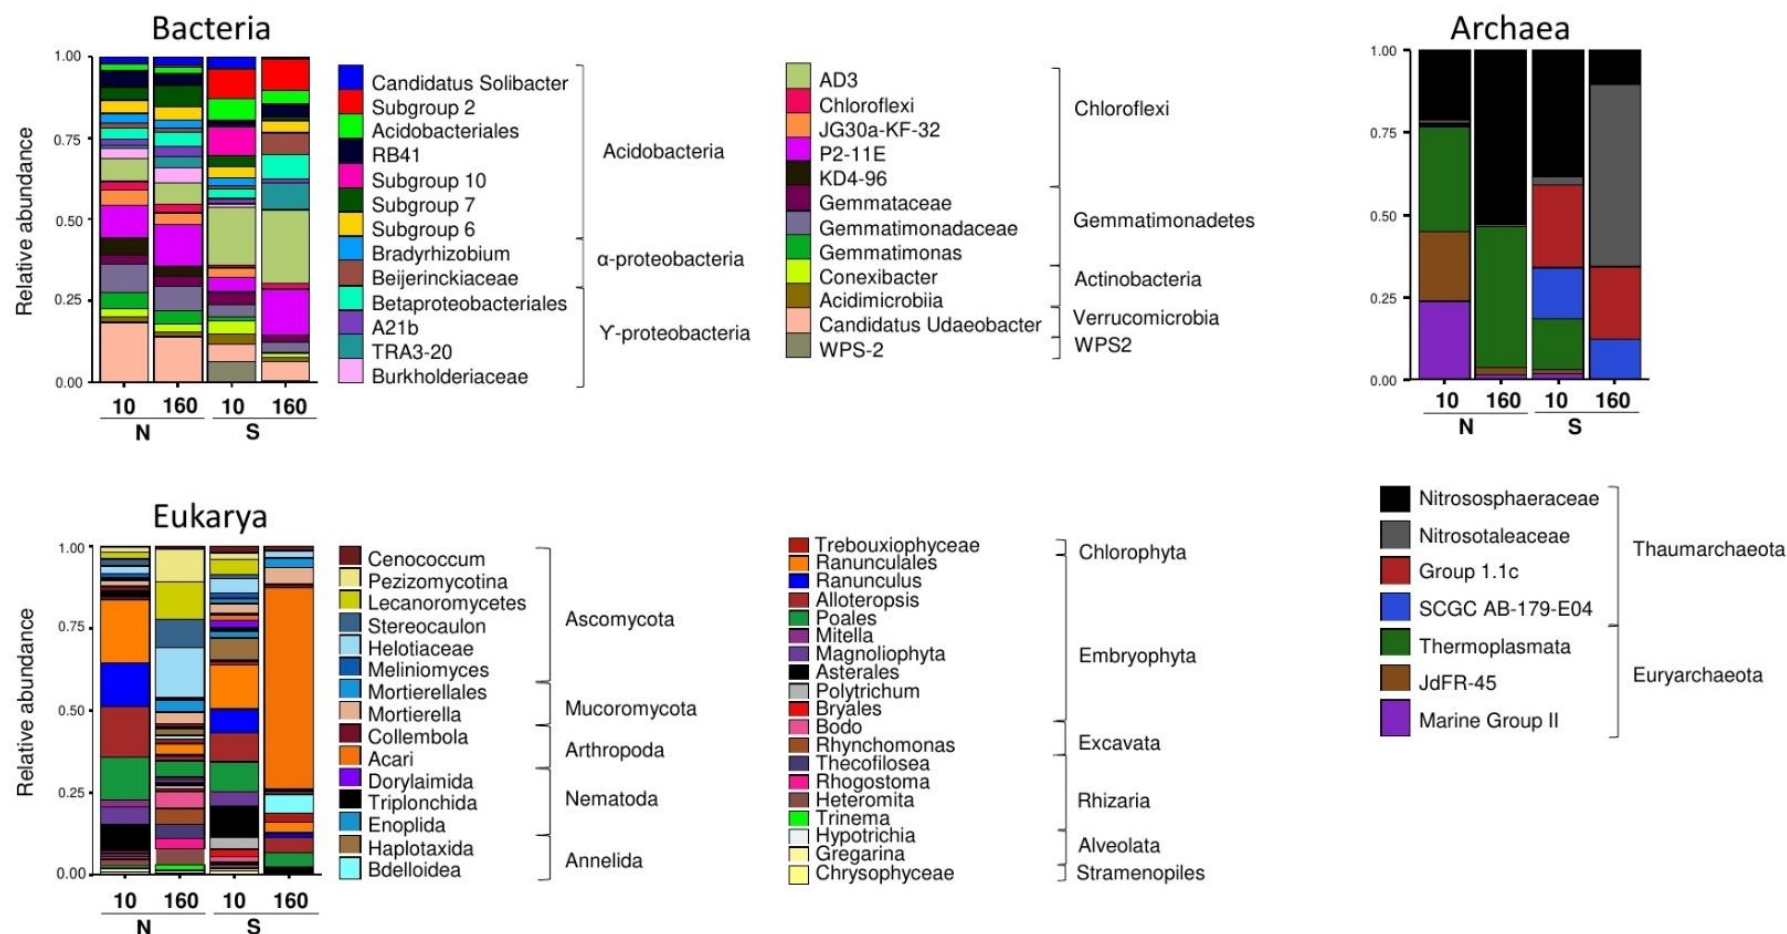 Bacteria
1.00
0.75
0.50
0.25
0.00
Relative abundance
10 160 10 160
N S
Candidatus Solibacter
Subgroup 2
Acidobacteriales
RB41
Subgroup 10
Subgroup 7
Subgroup 6
Bradyrhizobium
Beijerinckiaceae
Betaproteobacteriales
A21b
TRA3-20
Burkholderiaceae
Acidobacteria
α-proteobacteria
ϒ-proteobacteria
AD3
Chloroflexi
JG30a-KF-32
P2-11E
KD4-96
Gemmataceae
Gemmatimonadaceae
Gemmatimonas
Conexibacter
Acidimicrobiia
Candidatus Udaeobacter
WPS-2
Chloroflexi
Gemmatimonadetes
Actinobacteria
Verrucomicrobia
WPS2
Archaea
1.00
0.75
0.50
0.25
0.00
10 160 10 160
N S
Nitrososphaeraceae
Nitrosotaleaceae
Group 1.1c
SCGC AB-179-E04
Thermoplasmata
JdFR-45
Marine Group II
Thaumarchaeota
Euryarchaeota
Eukarya
1.00
0.75
0.50
0.25
0.00
Relative abundance
10 160 10 160
N S
Cenococcum
Pezizomycotina
Lecanoromycetes
Stereocaulon
Helotiaceae
Meliniomyces
Mortierellales
Mortierella
Collembola
Acari
Dorylaimida
Triplonchida
Enoplida
Haplotaxida
Bdelloidea
Ascomycota
Mucoromycota
Arthropoda
Nematoda
Annelida
Trebouxiophyceae
Ranunculales
Ranunculus
Alloteropsis
Poales
Mitella
Magnoliophyta
Asterales
Polytrichum
Bryales
Bodo
Rhynchomonas
Thecofilosea
Rhogostoma
Heteromita
Trinema
Hypotrichia
Gregarina
Chrysophyceae
Chlorophyta
Embryophyta
Excavata
Rhizaria
Alveolata
Stramenopiles